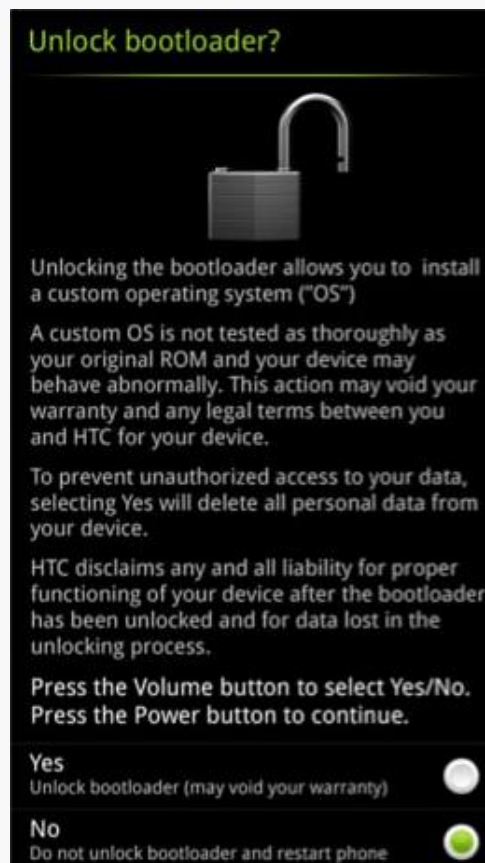 Unlock bootloader?
Unlocking the bootloader allows you to  install
a custom operating system ("OS")
A custom OS is not tested as thoroughly as
your original ROM and your device may
behave abnormally. This action may void your
warranty and any legal terms between you
and HTC for your device.
To prevent unauthorized access to your data,
selecting Yes will delete all personal data from
your device.
HTC disclaims any and all liability for proper
functioning of your device after the bootloader
has been unlocked and for data lost in the
unlocking process.
Press the Volume button to select Yes/No.
Press the Power button to continue.
Yes
Unlock bootloader (may void your warranty)
No
Do not unlock bootloader and restart phone